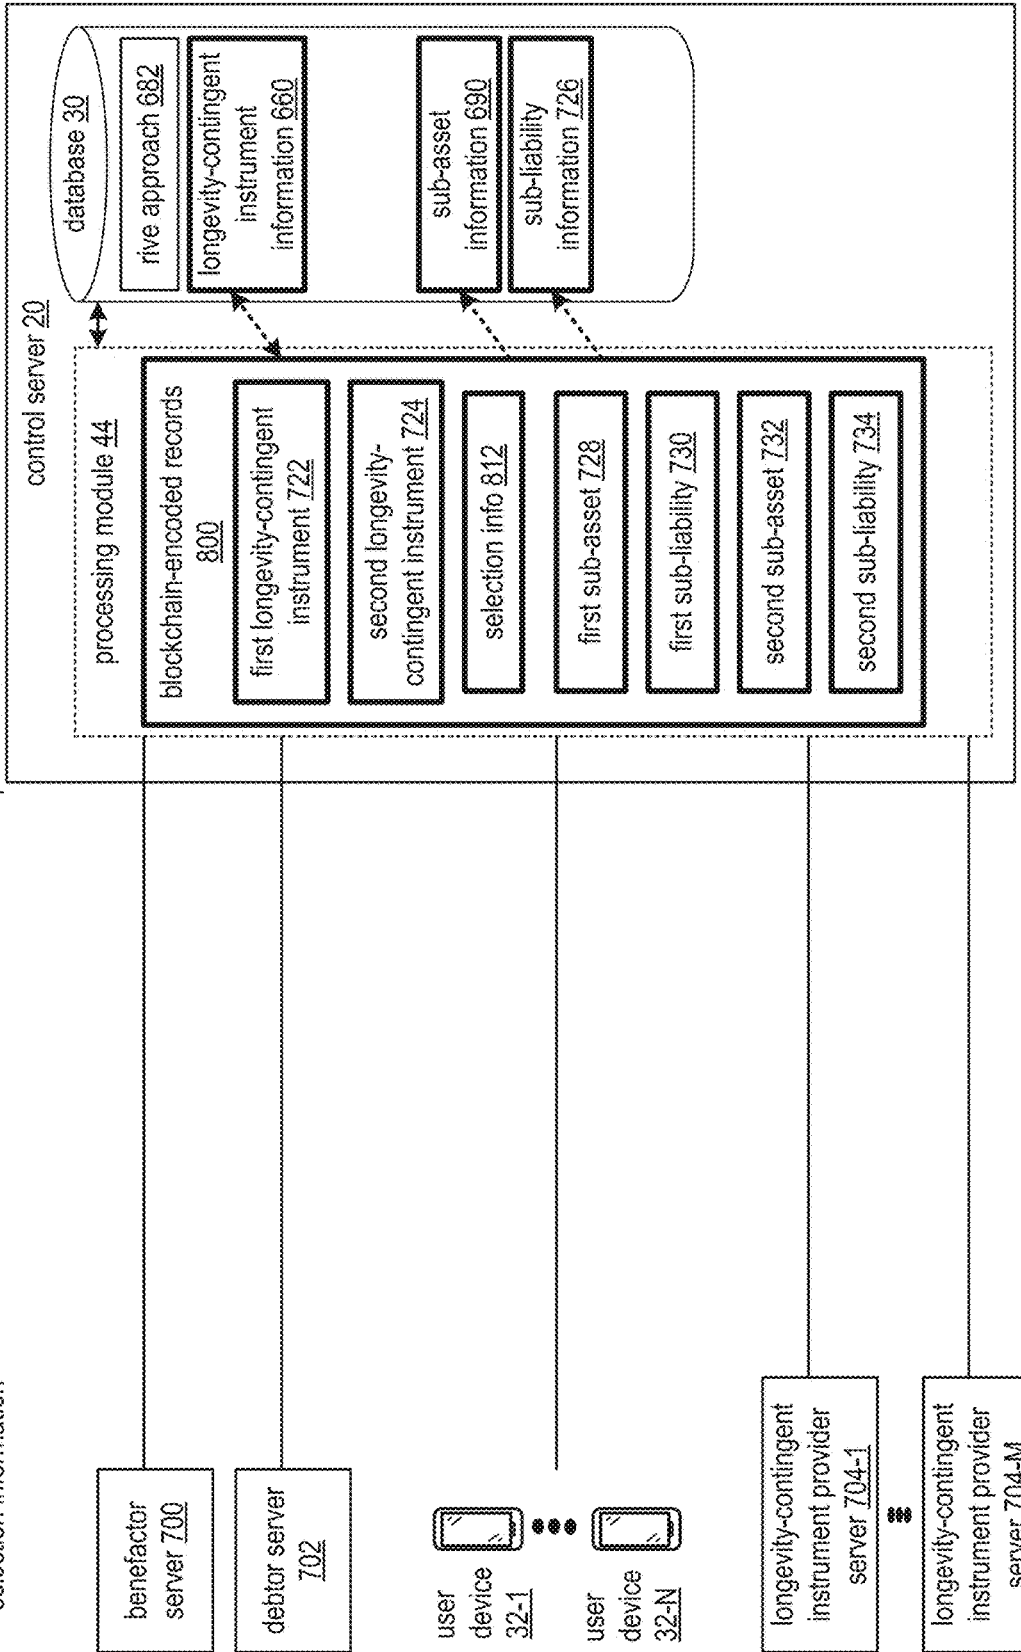 control server 20
database 30
rive approach 682
longevity-contingent
instrument
information 660
sub-asset
information 690
sub-liability
information 726
processing module 44
blockchain-encoded records
800
first longevity-contingent
instrument 722
second longevity-
contingent instrument 724
selection info 812
first sub-asset 728
first sub-liability 730
second sub-asset 732
second sub-liability 734
benefactor
server 700
debtor server
702
user
device
32-1
user
device
32-N
longevity-contingent
instrument provider
server 704-1
longevity-contingent
instrument provider
server 704-M